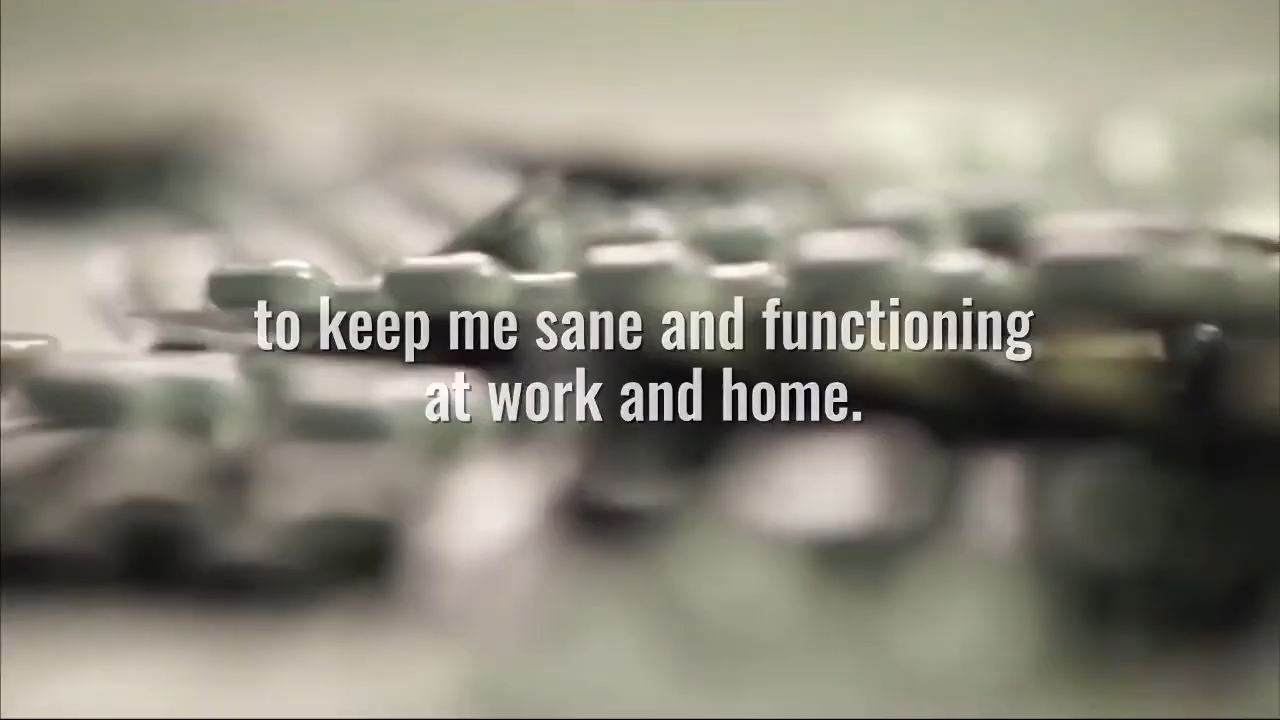 to keep me sane and functioning
at work and home.